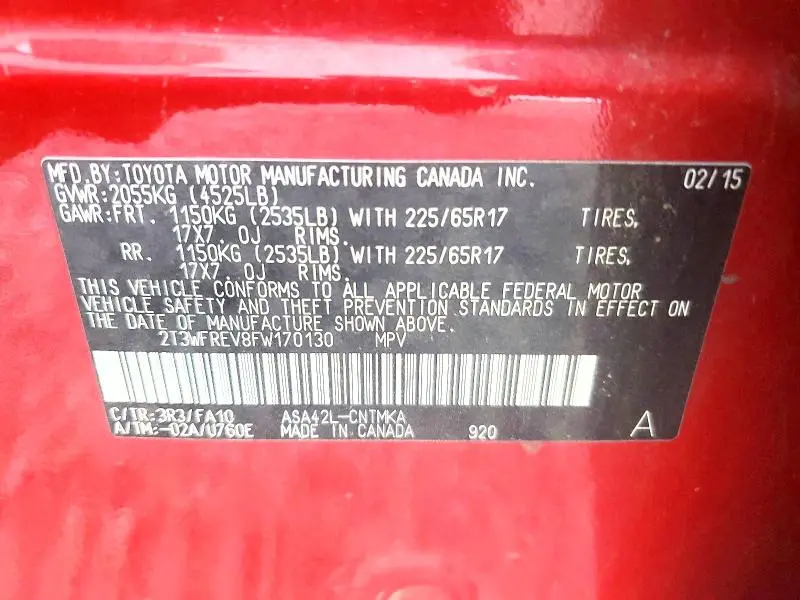 MFD.BY:TOYOTA MOTOR MANUFACTURING CANADA INC. 02/15
GVWR:2055KG (4525LB)
GAWR:FRT. 1150KG (2535LB) WITH 225/65R17 TIRES,
17X7.0J RIMS.
RR. 1150KG (2535LB) WITH 225/65R17 TIRES,
17X7.0J RIMS.
THIS VEHICLE CONFORMS TO ALL APPLICABLE FEDERAL MOTOR
VEHICLE SAFETY AND THEFT PREVENTION STANDARDS IN EFFECT ON
THE DATE OF MANUFACTURE SHOWN ABOVE.
2T3WFREV8FW170130 MPV
C/TR:3R3/FA10 ASA42L-CNTMKA
A/TM:-02A/U760E MADE IN CANADA 920 A